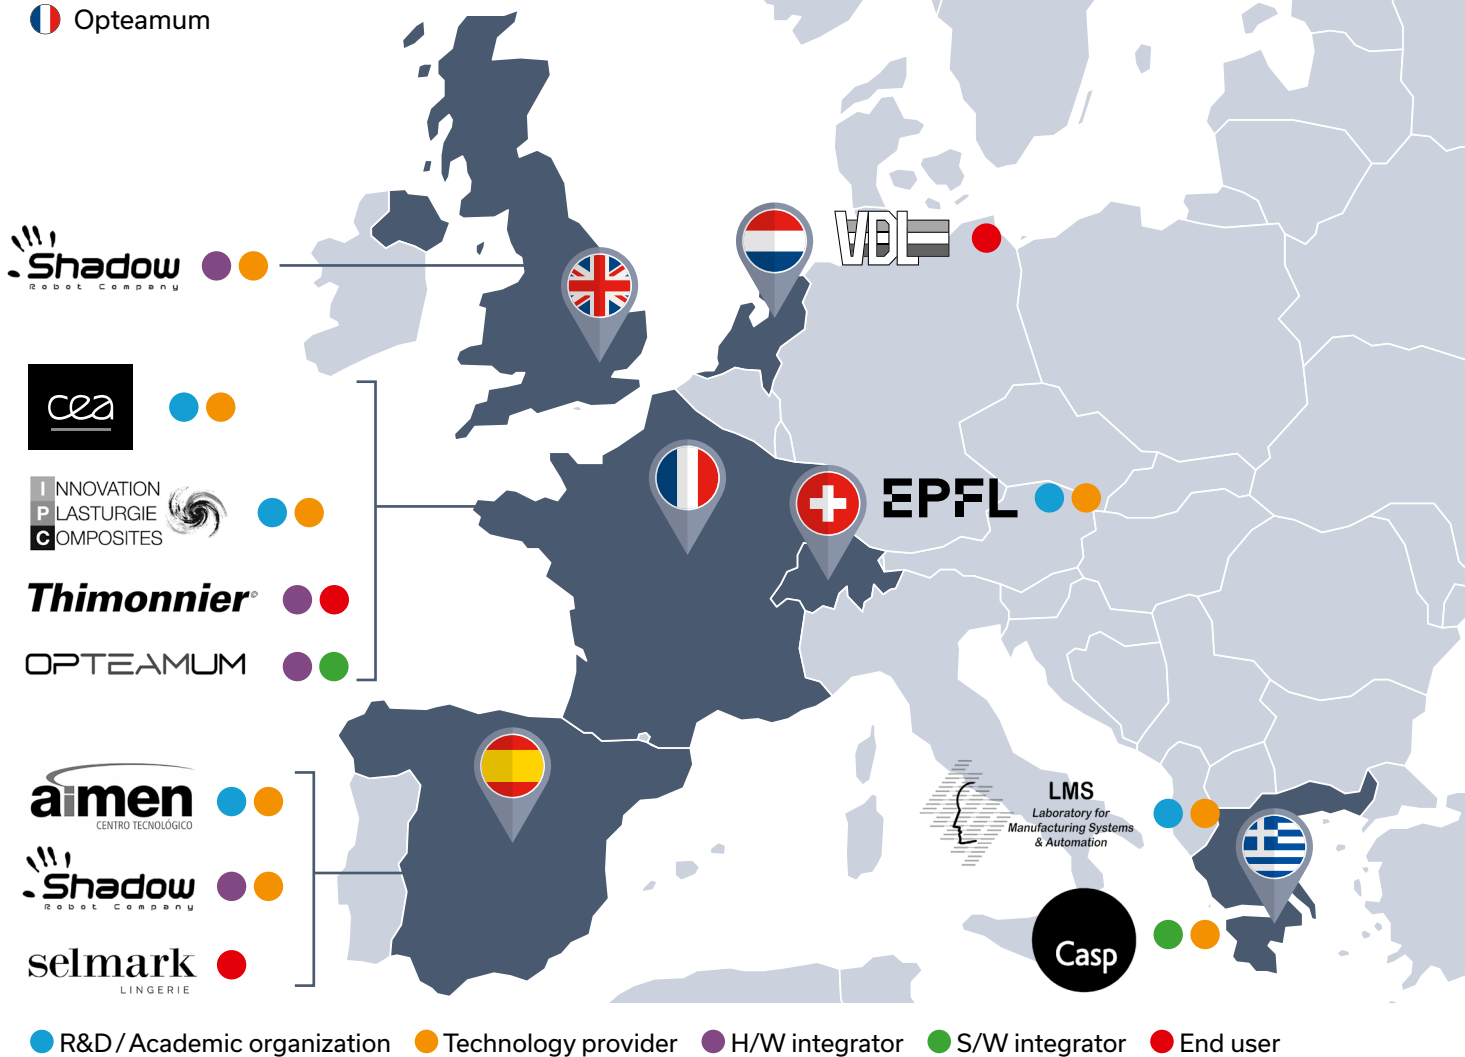 Opteamum
VDL
Shadow
Robot Company
cea
INNOVATION
PLASTURGIE
COMPOSITES
EPFL
Thimonnier©
OPTEAMUM
aimen
CENTRO TECNOLÓGICO
LMS
Laboratory for
Manufacturing Systems
& Automation
Shadow
Robot Company
Casp
selmark
LINGERIE
R&D / Academic organization Technology provider H/W integrator S/W integrator End user